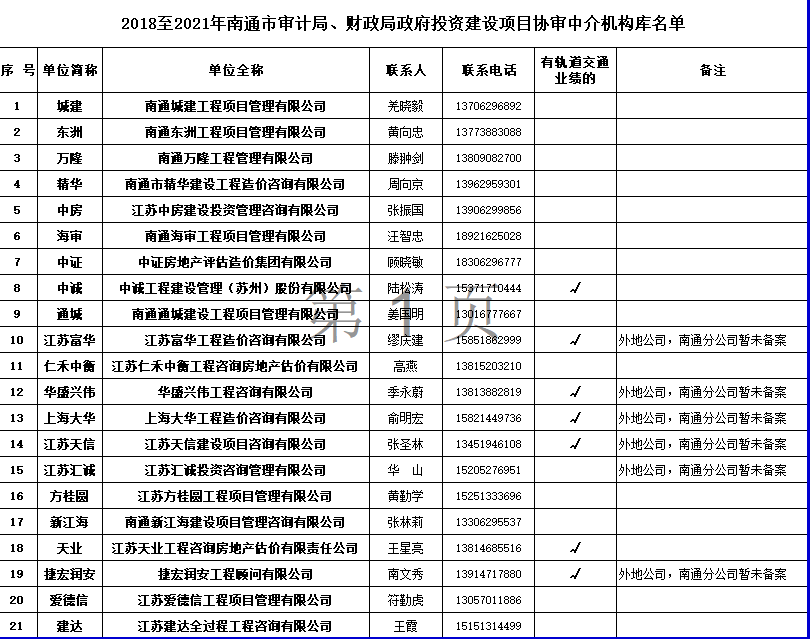 2018至2021年南通市审计局、财政局政府投资建设项目协审中介机构库名单
序 号 单位简称 单位全称 联系人 联系电话 有轨道交通业绩的 备注
1 城建 南通城建工程项目管理有限公司 羌晓毅 13706296892
2 东洲 南通东洲工程项目管理有限公司 黄向忠 13773883088
3 万隆 南通万隆工程管理有限公司 滕翀剑 13809082700
4 精华 南通市精华建设工程造价咨询有限公司 周向京 13962959301
5 中房 江苏中房建设投资管理咨询有限公司 张振国 13906299856
6 海审 南通海审工程项目管理有限公司 汪智忠 18921625028
7 中证 中证房地产评估造价集团有限公司 顾晓敏 18306296777
8 中诚 中诚工程建设管理（苏州）股份有限公司 陆松涛 15371710444 √
9 通城 南通通城建设工程项目管理有限公司 姜国明 13016777667
第 1 页
10 江苏富华 江苏富华工程造价咨询有限公司 缪庆建 15851862999 √ 外地公司，南通分公司暂未备案
11 仁禾中衡 江苏仁禾中衡工程咨询房地产估价有限公司 高燕 13815203210
12 华盛兴伟 华盛兴伟工程咨询有限公司 季永蔚 13813882819 √ 外地公司，南通分公司暂未备案
13 上海大华 上海大华工程造价咨询有限公司 俞明宏 15821449736 √ 外地公司，南通分公司暂未备案
14 江苏天信 江苏天信建设项目咨询有限公司 张圣林 13451946108 √ 外地公司，南通分公司暂未备案
15 江苏汇诚 江苏汇诚投资咨询管理有限公司 华 山 15205276951 外地公司，南通分公司暂未备案
16 方桂圆 江苏方桂圆工程项目管理有限公司 黄勤学 15251333696
17 新江海 南通新江海建设项目管理咨询有限公司 张林莉 13306295537
18 天业 江苏天业工程咨询房地产估价有限责任公司 王星亮 13814685516 √
19 捷宏润安 捷宏润安工程顾问有限公司 南文秀 13914717880 √ 外地公司，南通分公司暂未备案
20 爱德信 江苏爱德信工程项目管理有限公司 符勤虎 13057011886
21 建达 江苏建达全过程工程咨询有限公司 王霞 15151314499